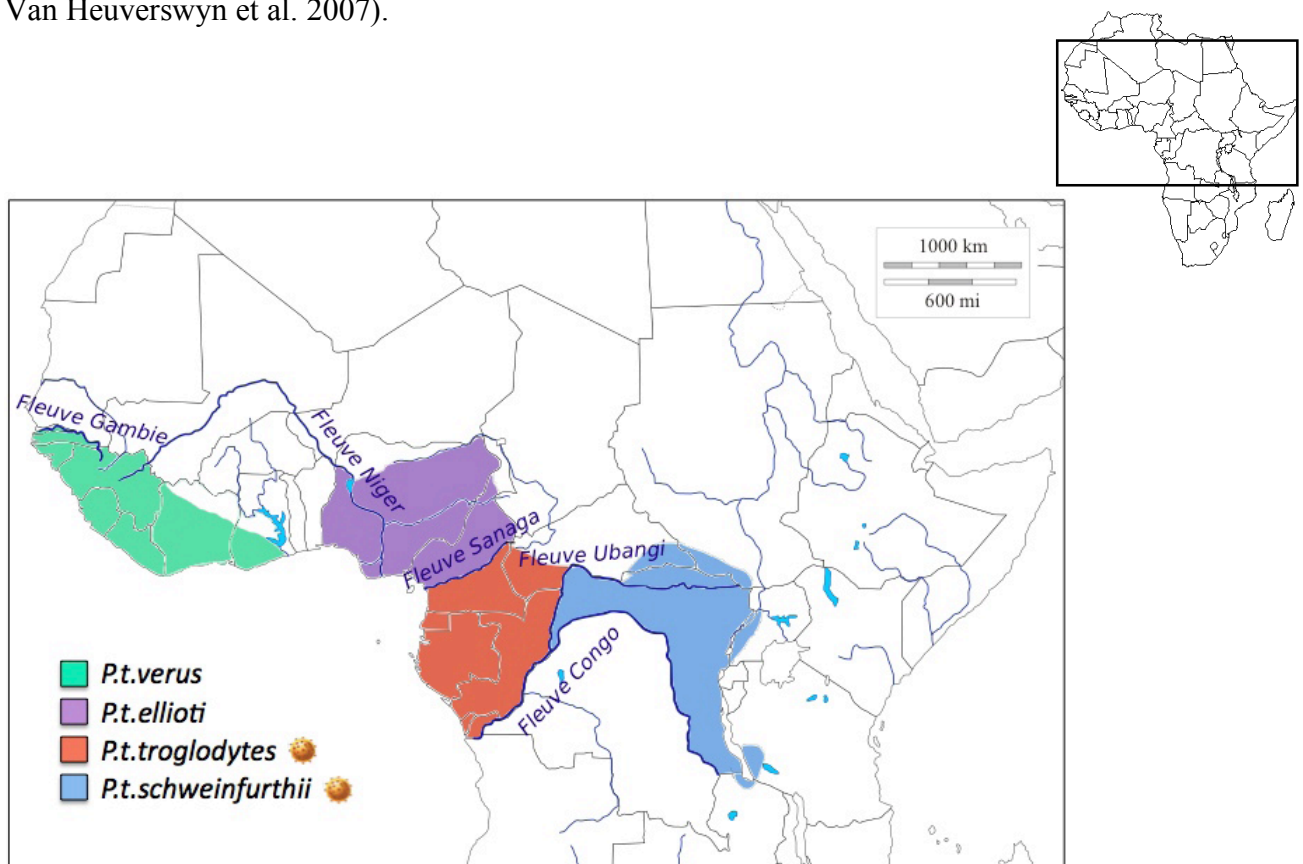 Van Heuverswyn et al. 2007).
1000 km
600 mi
Fleuve Gambie
Fleuve Niger
Fleuve Sanaga
Fleuve Ubangi
Fleuve Congo
P.t.verus
P.t.ellioti
P.t.troglodytes
P.t.schweinfurthii